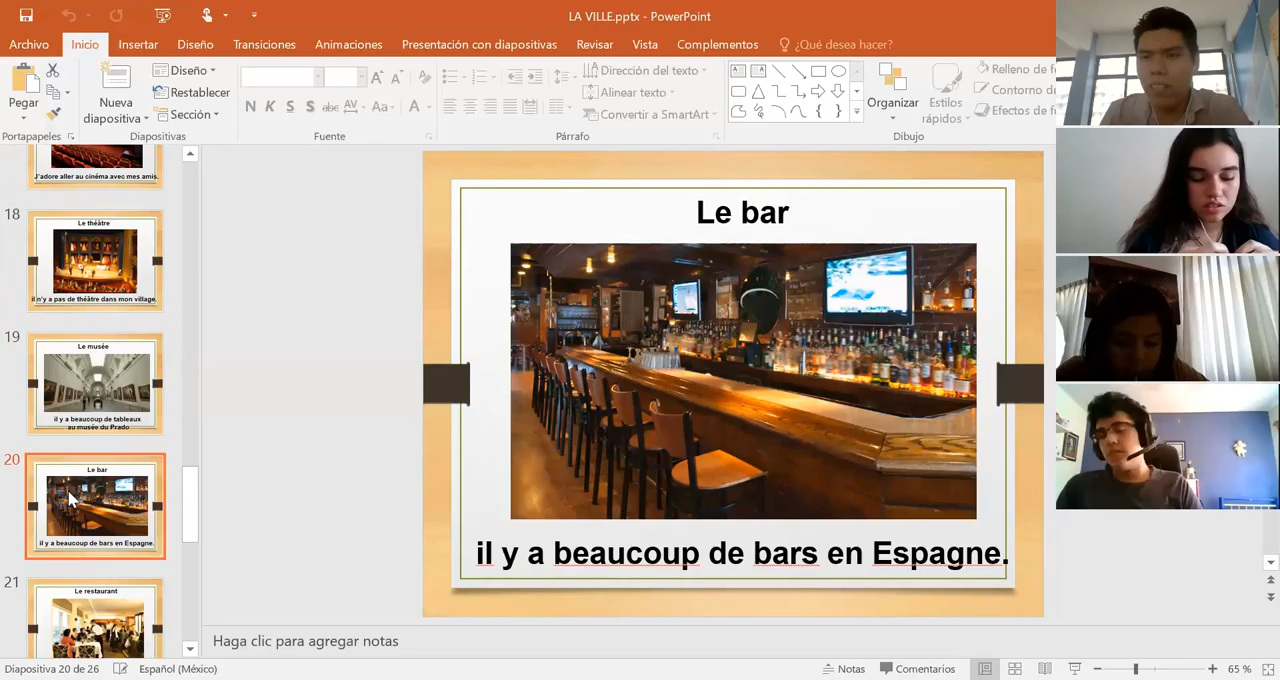 LA VILLE.pptx - PowerPoint
Archivo
Inicio
Insertar
Diseño
Transiciones
Animaciones
Presentación con diapositivas
Revisar
Vista
Complementos
¿Qué desea hacer?
Pegar
Portapapeles
Nueva
diapositiva
Diseño
Restablecer
Sección
Diapositivas
N K S S abc AV Aa A
Fuente
Dirección del texto
Alinear texto
Convertir a SmartArt
Párrafo
Organizar
Estilos
rápidos
Relleno de f
Contorno d
Efectos de f
Dibujo
J'adore aller au cinéma avec mes amis.
18
Le théâtre
il n'y a pas de théâtre dans mon village.
19
Le musée
il y a beaucoup de tableaux
au musée du Prado
20
Le bar
il y a beaucoup de bars en Espagne.
21
Le restaurant
Le bar
il y a beaucoup de bars en Espagne.
Haga clic para agregar notas
Diapositiva 20 de 26
Español (México)
Notas
Comentarios
65 %